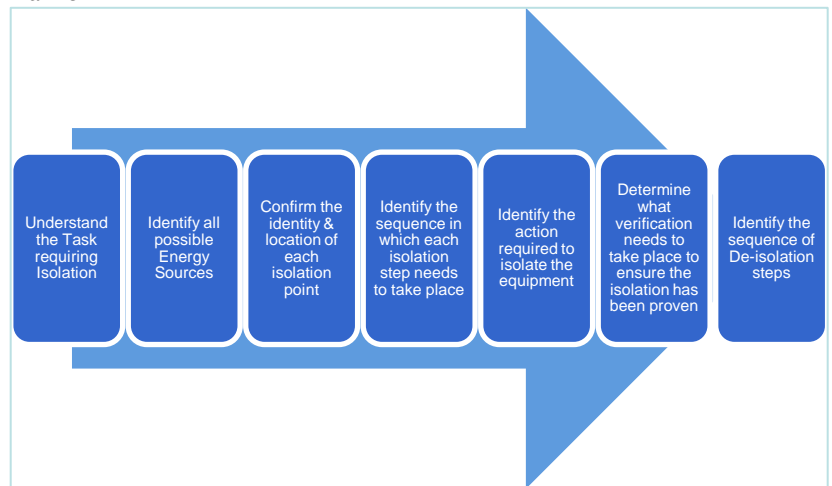 Understand
the Task
requiring
Isolation
Identify all
possible
Energy
Sources
Confirm the
identity &
location of
each
isolation
point
Identify the
sequence in
which each
isolation
step needs
to take place
Identify the
action
required to
isolate the
equipment
Determine
what
verification
needs to
take place to
ensure the
isolation has
been proven
Identify the
sequence of
De-isolation
steps